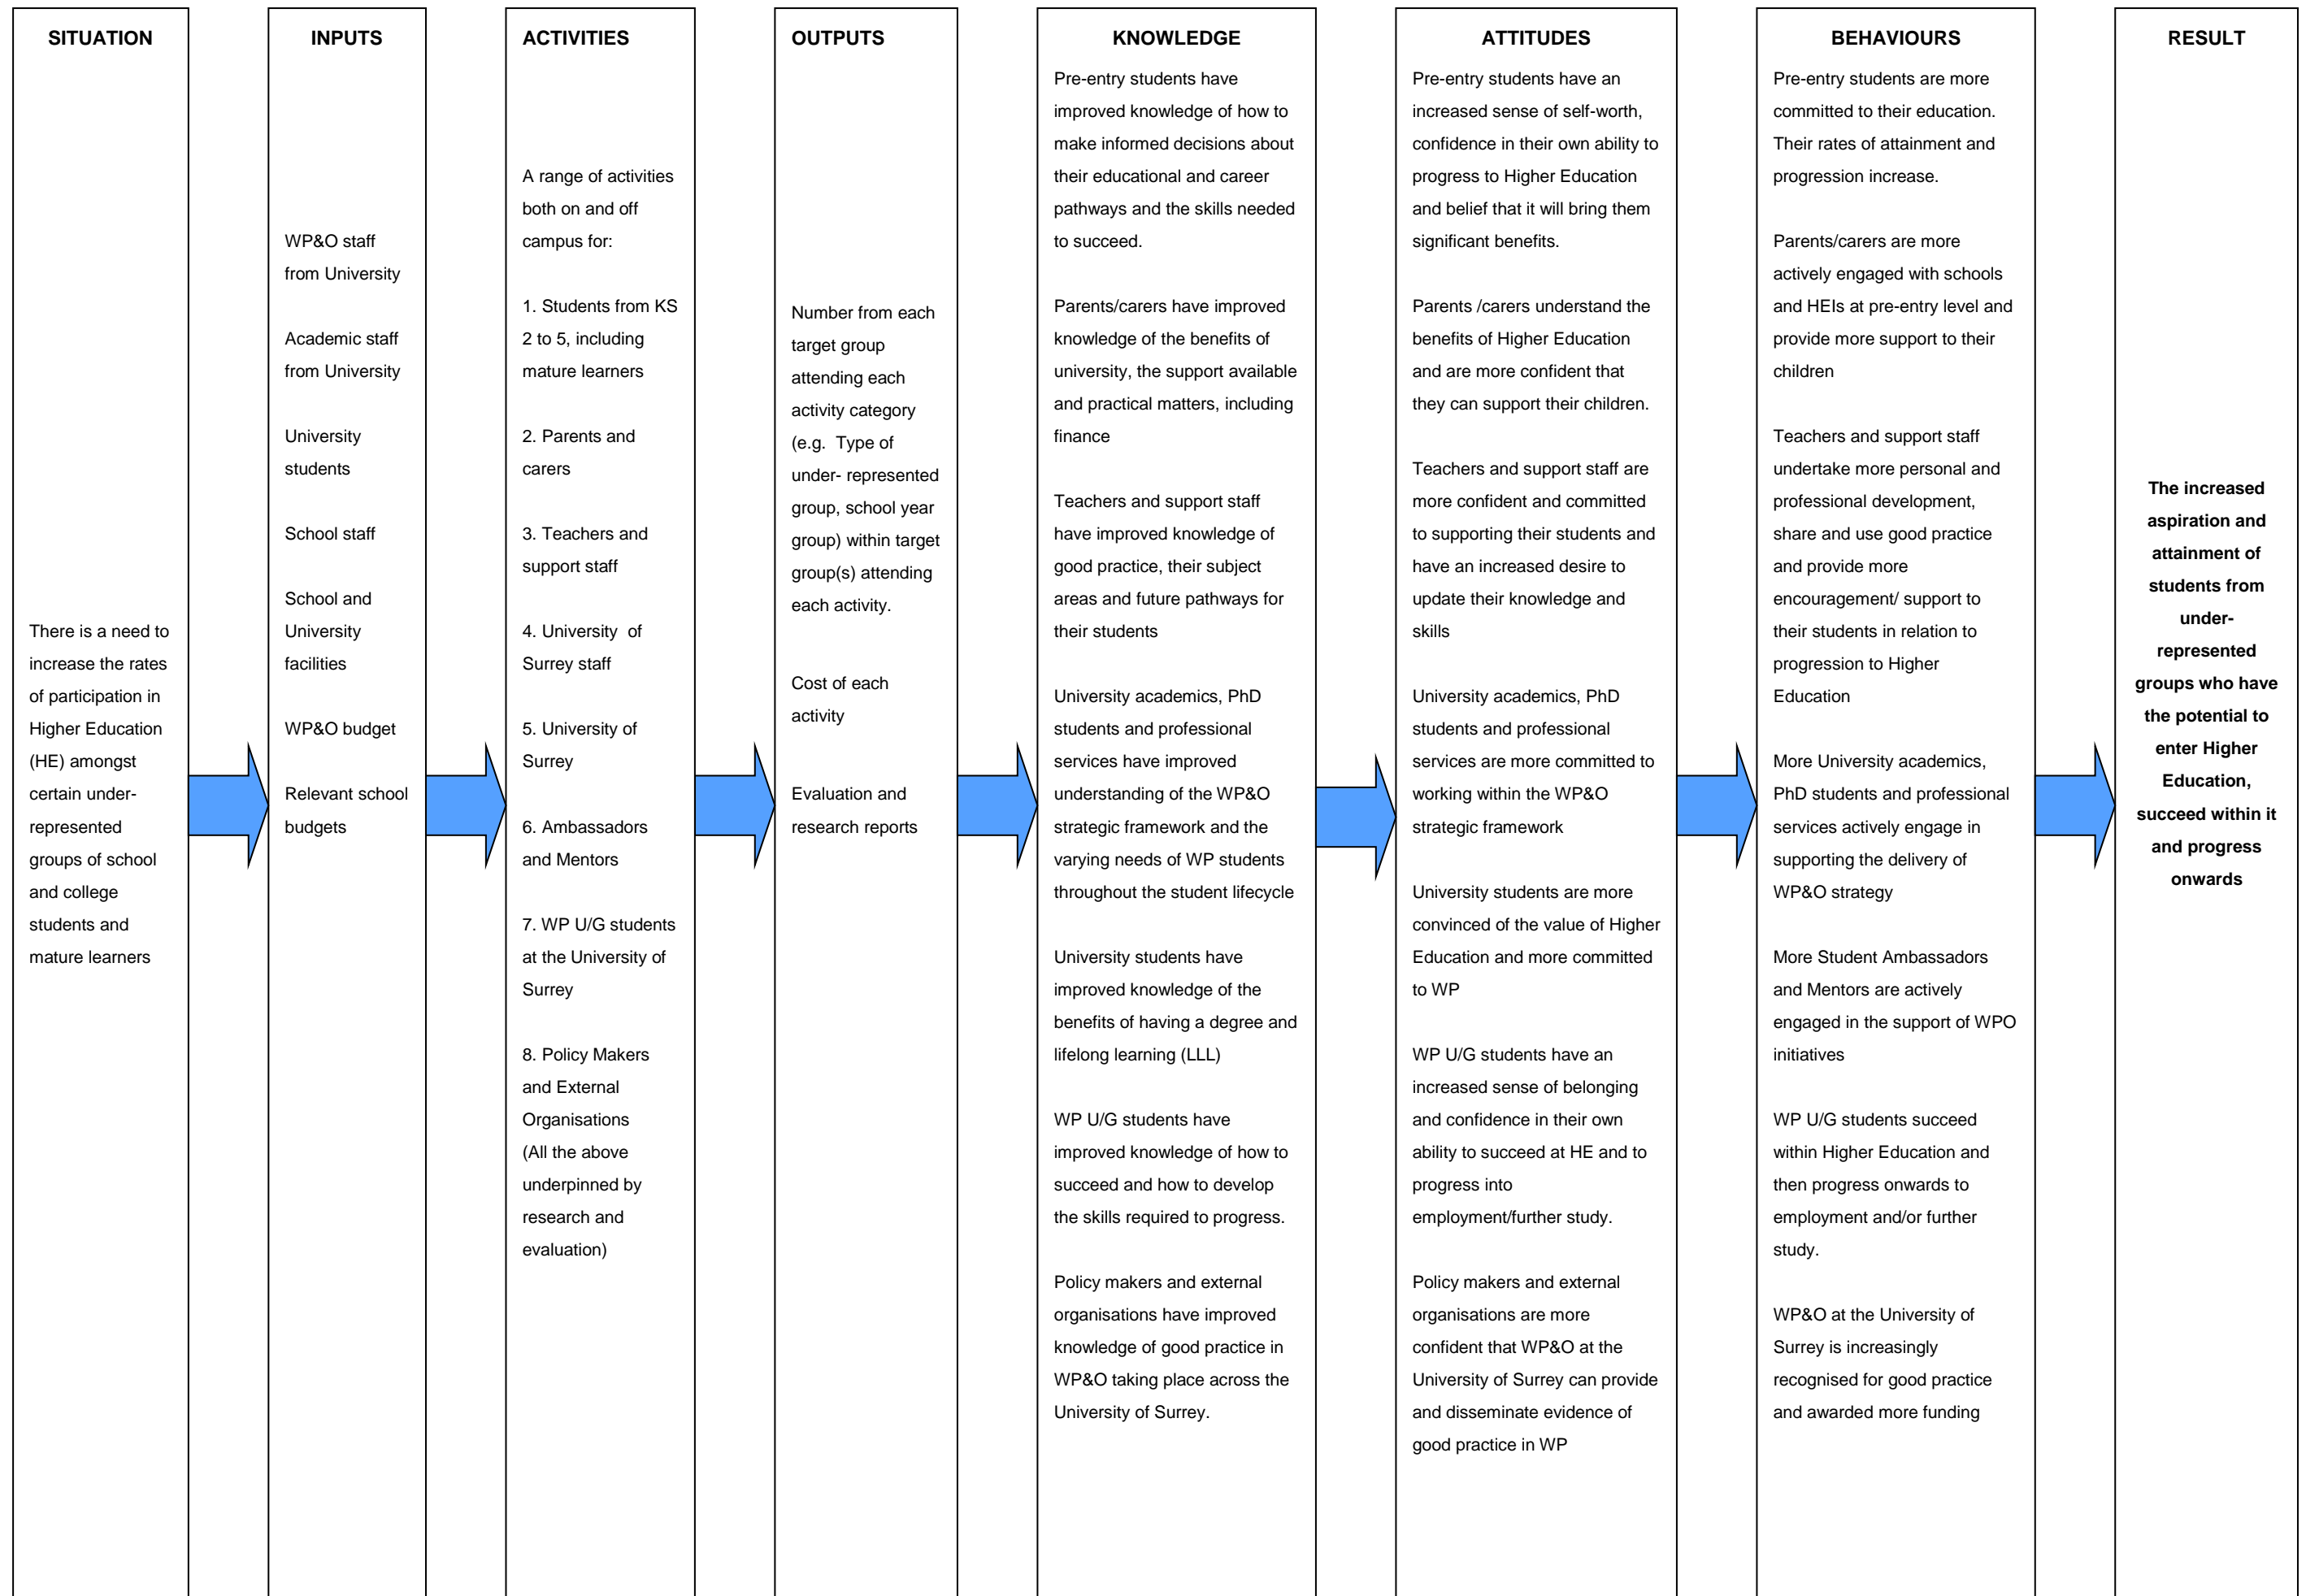 SITUATION
There is a need to
increase the rates
of participation in
Higher Education
(HE) amongst
certain under-
represented
groups of school
and college
students and
mature learners
INPUTS
WP&O staff
from University
Academic staff
from University
University
students
School staff
School and
University
facilities
WP&O budget
Relevant school
budgets
ACTIVITIES
A range of activities
both on and off
campus for:
1. Students from KS
2 to 5, including
mature learners
2. Parents and
carers
3. Teachers and
support staff
4. University  of
Surrey staff
5. University of
Surrey
6. Ambassadors
and Mentors
7. WP U/G students
at the University of
Surrey
8. Policy Makers
and External
Organisations
(All the above
underpinned by
research and
evaluation)
OUTPUTS
Number from each
target group
attending each
activity category
(e.g.  Type of
under- represented
group, school year
group) within target
group(s) attending
each activity.
Cost of each
activity
Evaluation and
research reports
KNOWLEDGE
Pre-entry students have
improved knowledge of how to
make informed decisions about
their educational and career
pathways and the skills needed
to succeed.
Parents/carers have improved
knowledge of the benefits of
university, the support available
and practical matters, including
finance
Teachers and support staff
have improved knowledge of
good practice, their subject
areas and future pathways for
their students
University academics, PhD
students and professional
services have improved
understanding of the WP&O
strategic framework and the
varying needs of WP students
throughout the student lifecycle
University students have
improved knowledge of the
benefits of having a degree and
lifelong learning (LLL)
WP U/G students have
improved knowledge of how to
succeed and how to develop
the skills required to progress.
Policy makers and external
organisations have improved
knowledge of good practice in
WP&O taking place across the
University of Surrey.
ATTITUDES
Pre-entry students have an
increased sense of self-worth,
confidence in their own ability to
progress to Higher Education
and belief that it will bring them
significant benefits.
Parents /carers understand the
benefits of Higher Education
and are more confident that
they can support their children.
Teachers and support staff are
more confident and committed
to supporting their students and
have an increased desire to
update their knowledge and
skills
University academics, PhD
students and professional
services are more committed to
working within the WP&O
strategic framework
University students are more
convinced of the value of Higher
Education and more committed
to WP
WP U/G students have an
increased sense of belonging
and confidence in their own
ability to succeed at HE and to
progress into
employment/further study.
Policy makers and external
organisations are more
confident that WP&O at the
University of Surrey can provide
and disseminate evidence of
good practice in WP
BEHAVIOURS
Pre-entry students are more
committed to their education.
Their rates of attainment and
progression increase.
Parents/carers are more
actively engaged with schools
and HEIs at pre-entry level and
provide more support to their
children
Teachers and support staff
undertake more personal and
professional development,
share and use good practice
and provide more
encouragement/ support to
their students in relation to
progression to Higher
Education
More University academics,
PhD students and professional
services actively engage in
supporting the delivery of
WP&O strategy
More Student Ambassadors
and Mentors are actively
engaged in the support of WPO
initiatives
WP U/G students succeed
within Higher Education and
then progress onwards to
employment and/or further
study.
WP&O at the University of
Surrey is increasingly
recognised for good practice
and awarded more funding
RESULT
The increased
aspiration and
attainment of
students from
under-
represented
groups who have
the potential to
enter Higher
Education,
succeed within it
and progress
onwards